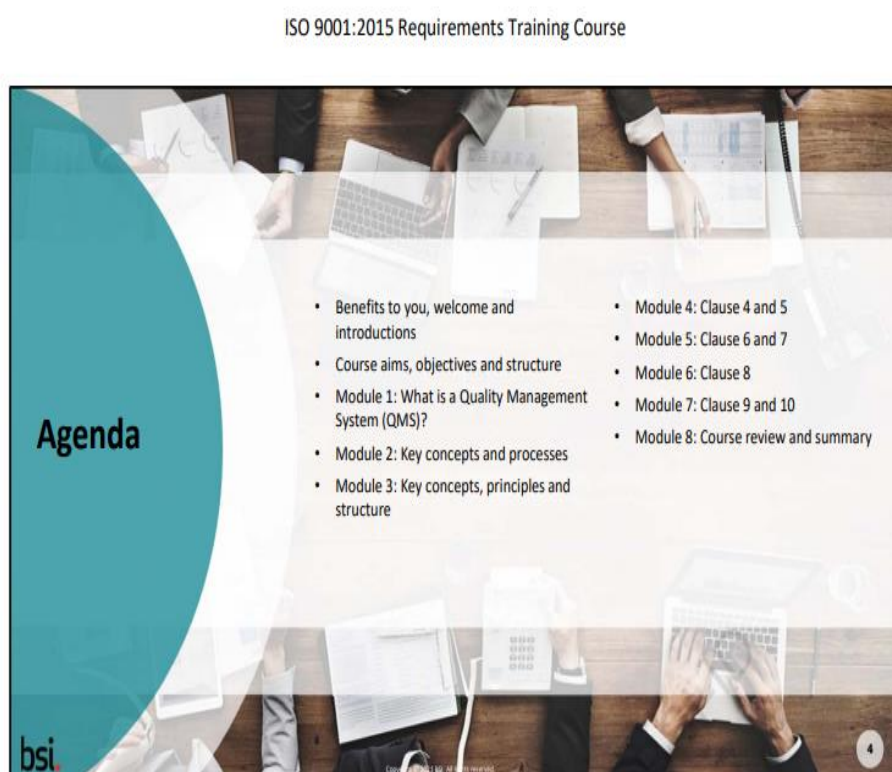 ISO 9001:2015 Requirements Training Course
Agenda
• Benefits to you, welcome and
introductions
• Course aims, objectives and structure
• Module 1: What is a Quality Management
System (QMS)?
• Module 2: Key concepts and processes
• Module 3: Key concepts, principles and
structure
• Module 4: Clause 4 and 5
• Module 5: Clause 6 and 7
• Module 6: Clause 8
• Module 7: Clause 9 and 10
• Module 8: Course review and summary
bsi.
4